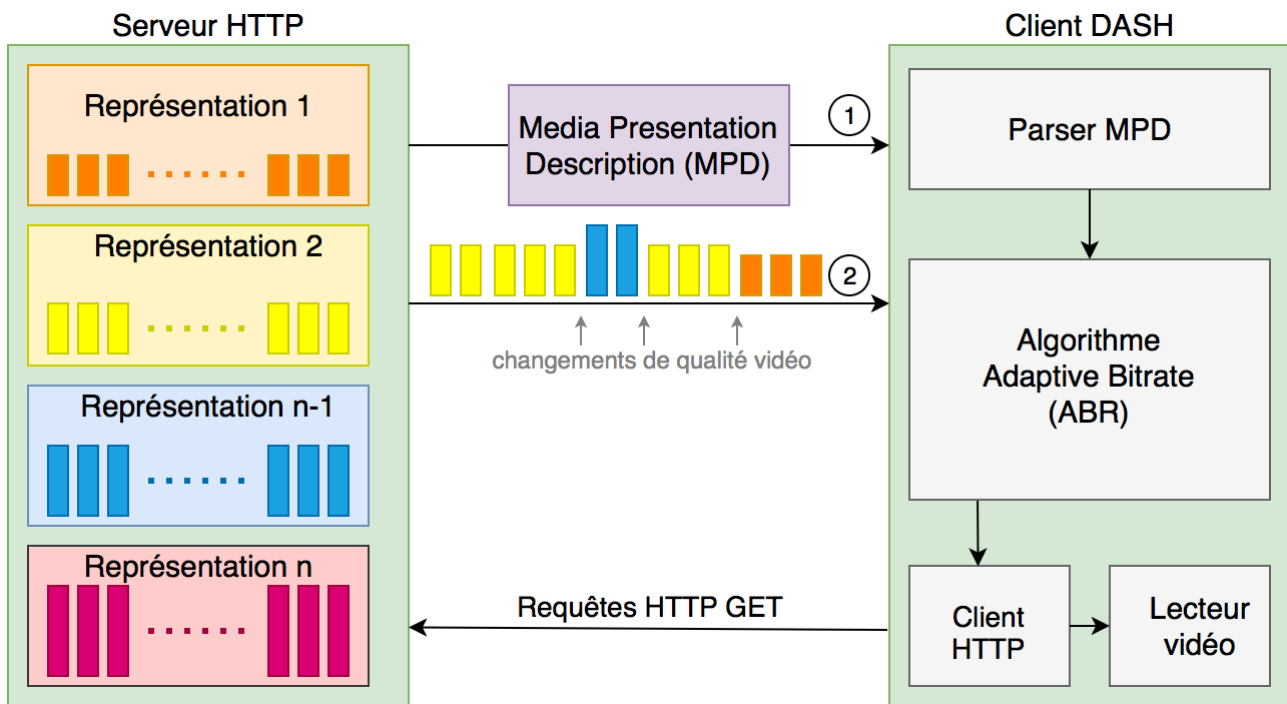 Serveur HTTP
Client DASH
Représentation 1
Media Presentation
Description (MPD)
1
Parser MPD
Représentation 2
2
changements de qualité vidéo
Algorithme
Adaptive Bitrate
(ABR)
Représentation n-1
Représentation n
Requêtes HTTP GET
Client
HTTP
Lecteur
vidéo